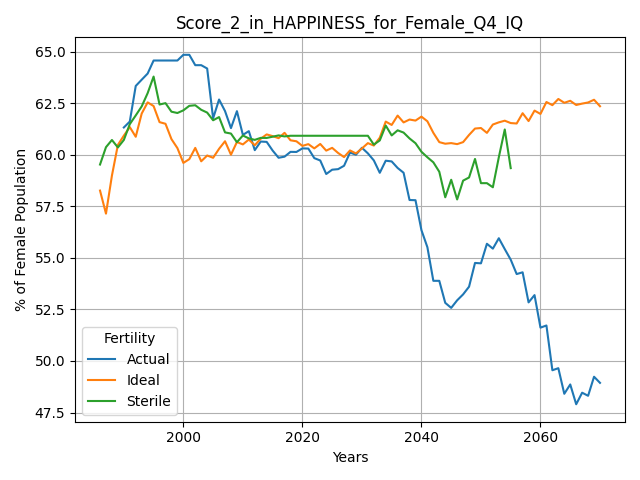 Score_2_in_HAPPINESS_for_Female_Q4_IQ
% of Female Population
65.0
62.5
60.0
57.5
55.0
52.5
50.0
47.5
Fertility
Actual
Ideal
Sterile
2000
2020
2040
2060
Years